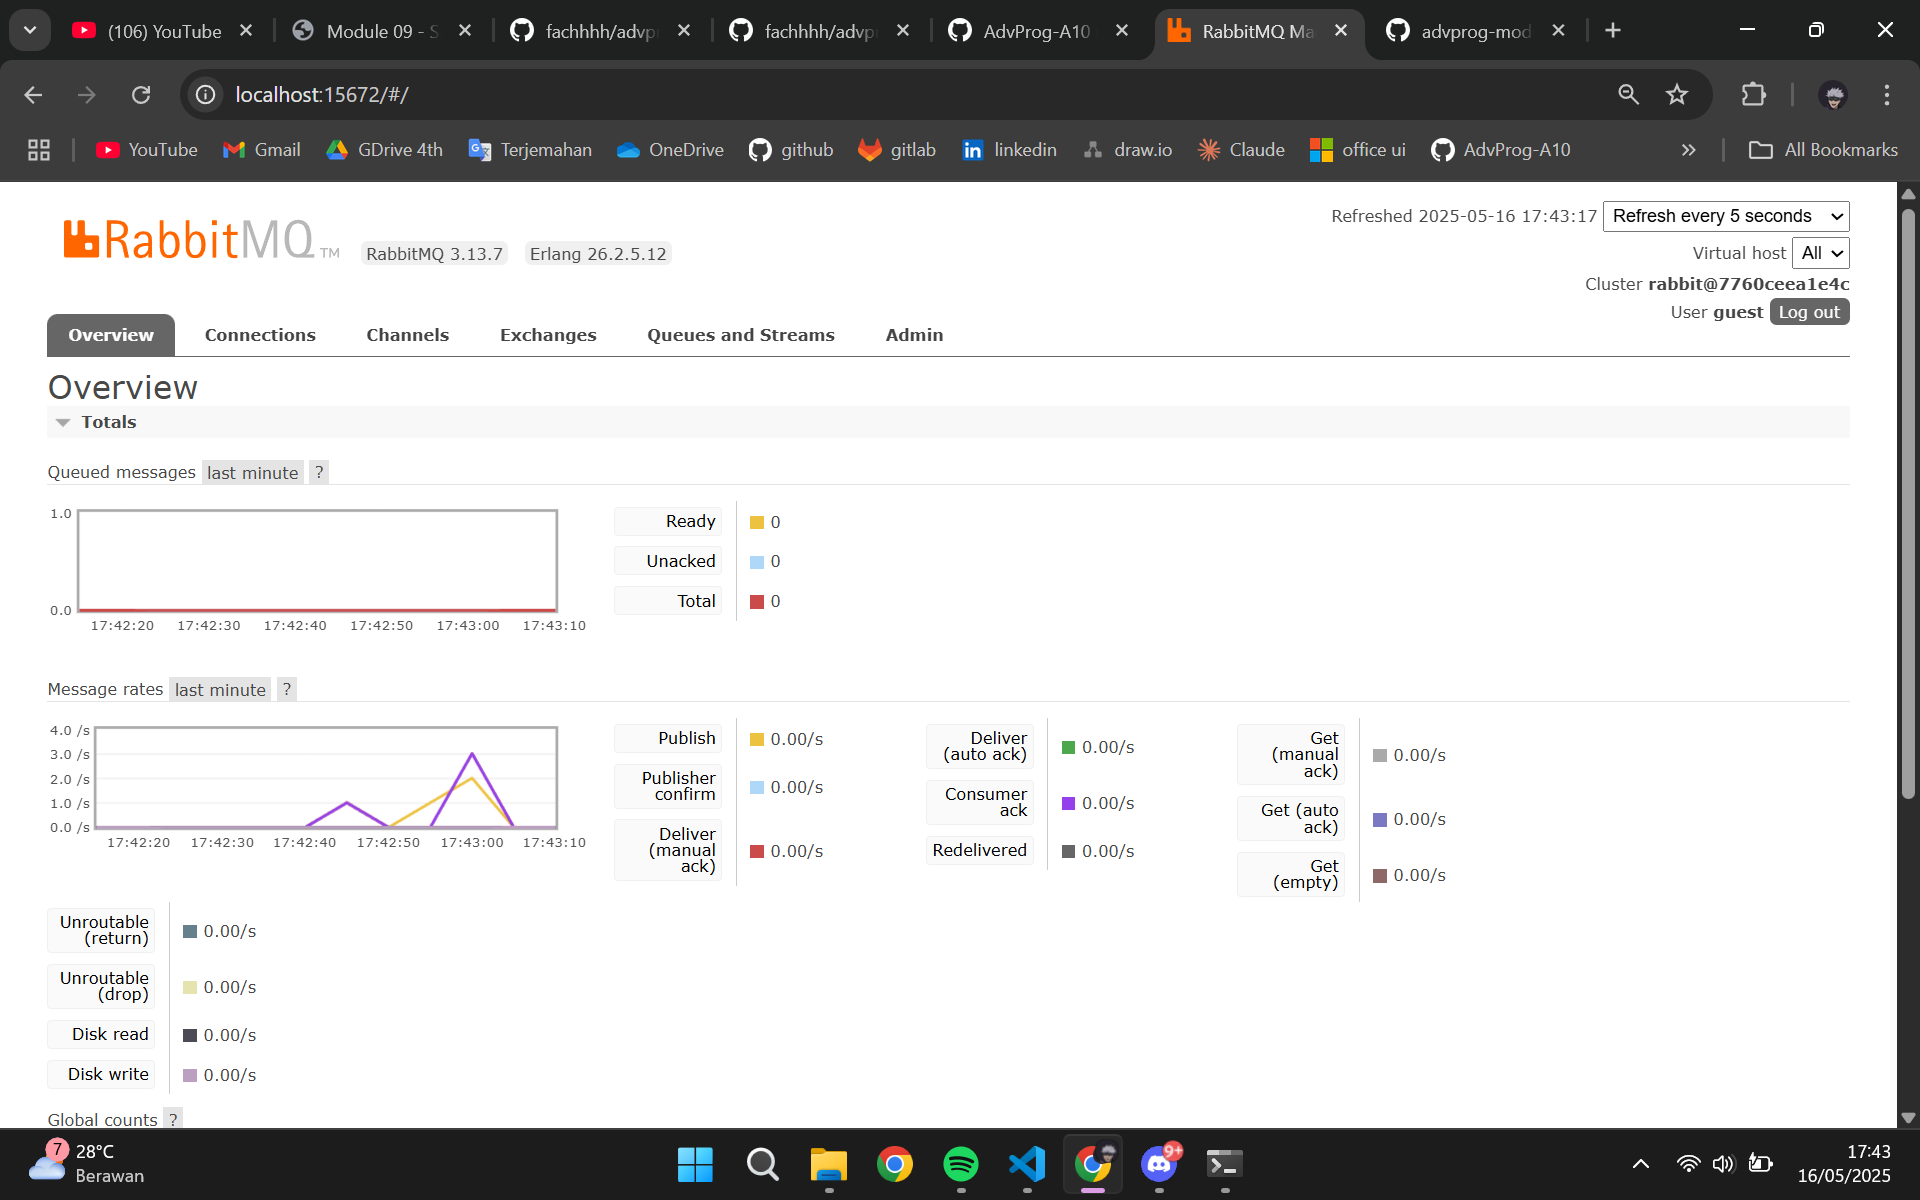 (106) YouTube
Module 09 - S
fachhhh/advp
fachhhh/advp
AdvProg-A10
RabbitMQ Ma
advprog-mod
localhost:15672/#/
YouTube
Gmail
GDrive 4th
Terjemahan
OneDrive
github
gitlab
linkedin
draw.io
Claude
office ui
AdvProg-A10
All Bookmarks
RabbitMQ TM
RabbitMQ 3.13.7
Erlang 26.2.5.12
Refreshed 2025-05-16 17:43:17 Refresh every 5 seconds
Virtual host All
Cluster rabbit@7760ceea1e4c
User guest Log out
Overview
Connections
Channels
Exchanges
Queues and Streams
Admin
Overview
Totals
Queued messages last minute ?
1.0
0.0
17:42:20 17:42:30 17:42:40 17:42:50 17:43:00 17:43:10
Ready 0
Unacked 0
Total 0
Message rates last minute ?
4.0 /s
3.0 /s
2.0 /s
1.0 /s
0.0 /s
17:42:20 17:42:30 17:42:40 17:42:50 17:43:00 17:43:10
Publish 0.00/s
Publisher
confirm 0.00/s
Deliver
(manual
ack) 0.00/s
Deliver
(auto ack) 0.00/s
Consumer
ack 0.00/s
Redelivered 0.00/s
Get
(manual
ack) 0.00/s
Get (auto
ack) 0.00/s
Get
(empty) 0.00/s
Unroutable
(return) 0.00/s
Unroutable
(drop) 0.00/s
Disk read 0.00/s
Disk write 0.00/s
Global counts ?
7
28°C
Berawan
9+
17:43
16/05/2025